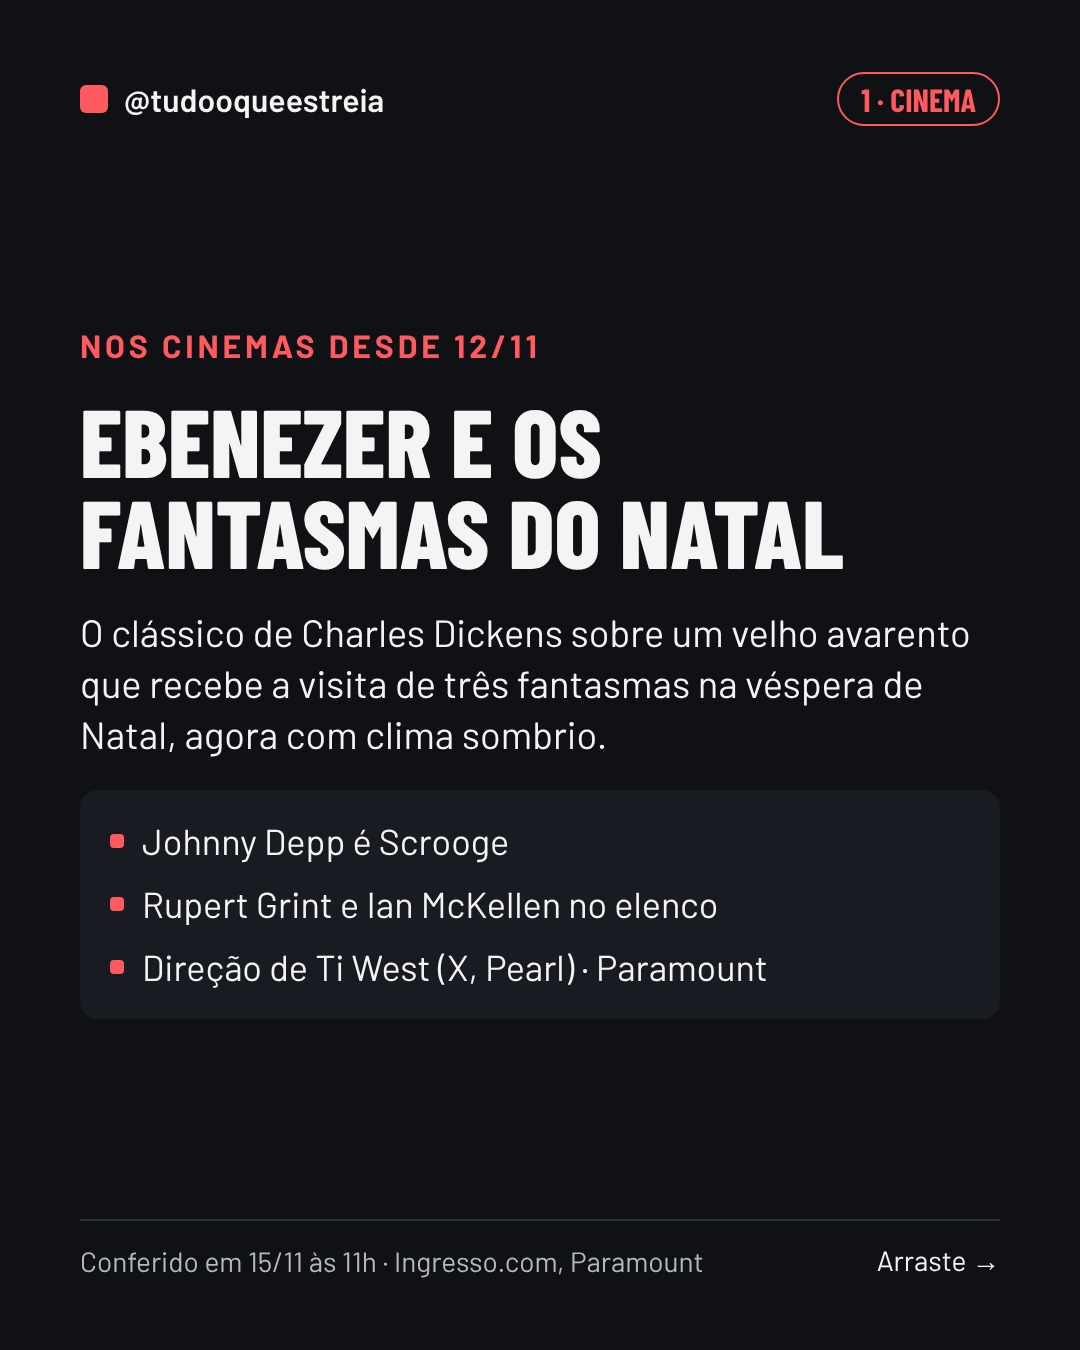 @tudooqueestreia
1 · CINEMA
NOS CINEMAS DESDE 12/11
EBENEZER E OS
FANTASMAS DO NATAL
O clássico de Charles Dickens sobre um velho avarento
que recebe a visita de três fantasmas na véspera de
Natal, agora com clima sombrio.
Johnny Depp é Scrooge
Rupert Grint e Ian McKellen no elenco
Direção de Ti West (X, Pearl) · Paramount
Conferido em 15/11 às 11h · Ingresso.com, Paramount
Arraste →